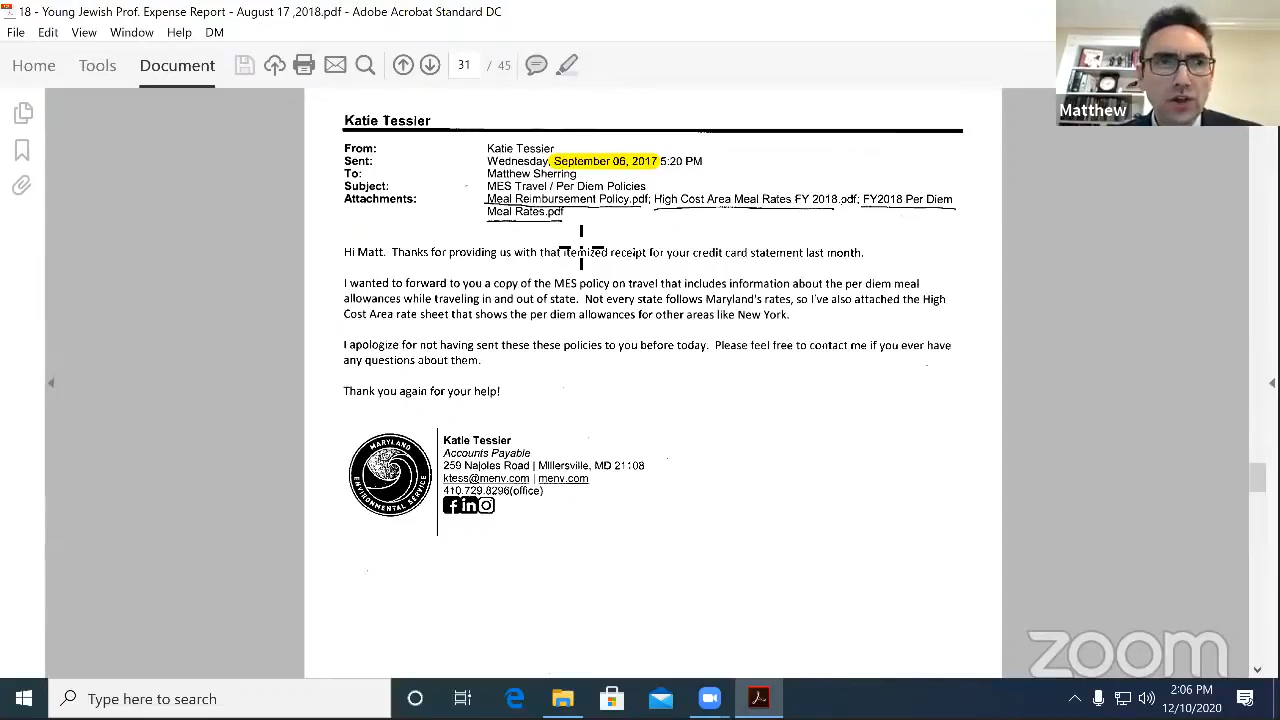 18 - Young Jewish Prof. Expense Report - August 17 ,2018.pdf - Adobe Acrobat Standard DC
File Edit View Window Help DM
Home Tools Document 31 / 45
Matthew
Katie Tessier
From: Katie Tessier
Sent: Wednesday, September 06, 2017 5:20 PM
To: Matthew Sherring
Subject: MES Travel / Per Diem Policies
Attachments: Meal Reimbursement Policy.pdf; High Cost Area Meal Rates FY 2018.pdf; FY2018 Per Diem
Meal Rates.pdf
Hi Matt. Thanks for providing us with that itemized receipt for your credit card statement last month.
I wanted to forward to you a copy of the MES policy on travel that includes information about the per diem meal
allowances while traveling in and out of state. Not every state follows Maryland's rates, so I've also attached the High
Cost Area rate sheet that shows the per diem allowances for other areas like New York.
I apologize for not having sent these these policies to you before today. Please feel free to contact me if you ever have
any questions about them.
Thank you again for your help!
MARYLAND
ENVIRONMENTAL SERVICE
Katie Tessier
Accounts Payable
259 Najoles Road | Millersville, MD 21108
ktess@menv.com | menv.com
410.729.8296(office)
zoom
Type here to search
2:06 PM
12/10/2020